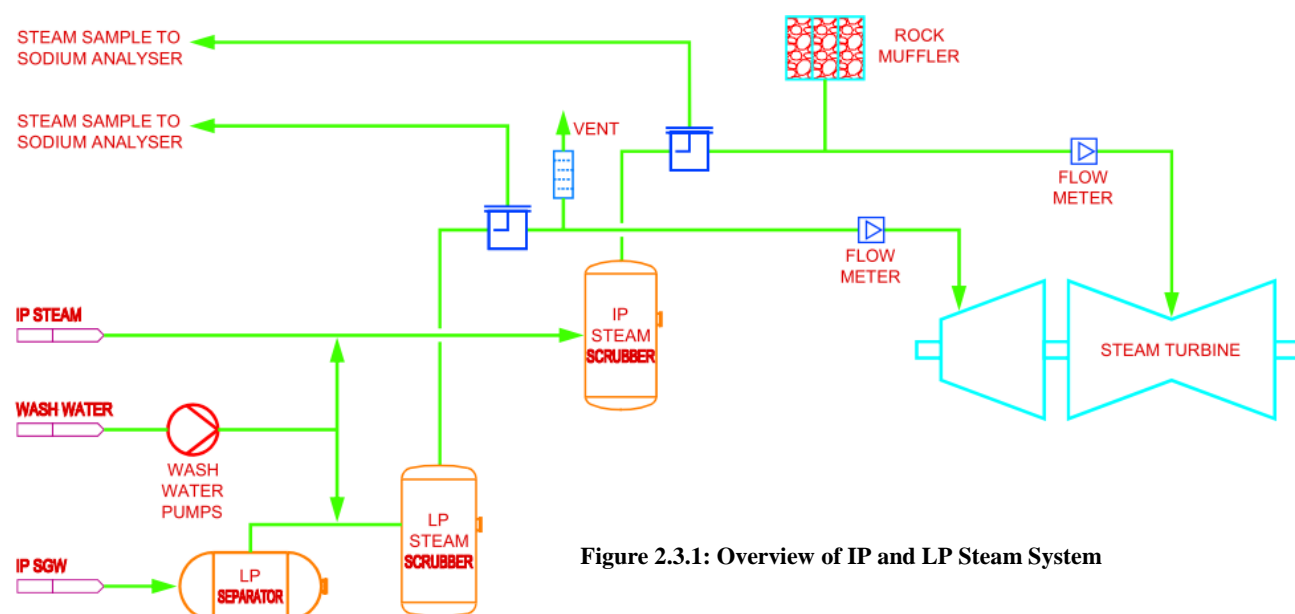 STEAM SAMPLE TO
SODIUM ANALYSER
ROCK
MUFFLER
STEAM SAMPLE TO
SODIUM ANALYSER
VENT
FLOW
METER
FLOW
METER
IP STEAM
IP
STEAM
SCRUBBER
STEAM TURBINE
WASH WATER
WASH
WATER
PUMPS
LP
STEAM
SCRUBBER
IP SGW
LP
SEPARATOR
Figure 2.3.1: Overview of IP and LP Steam System